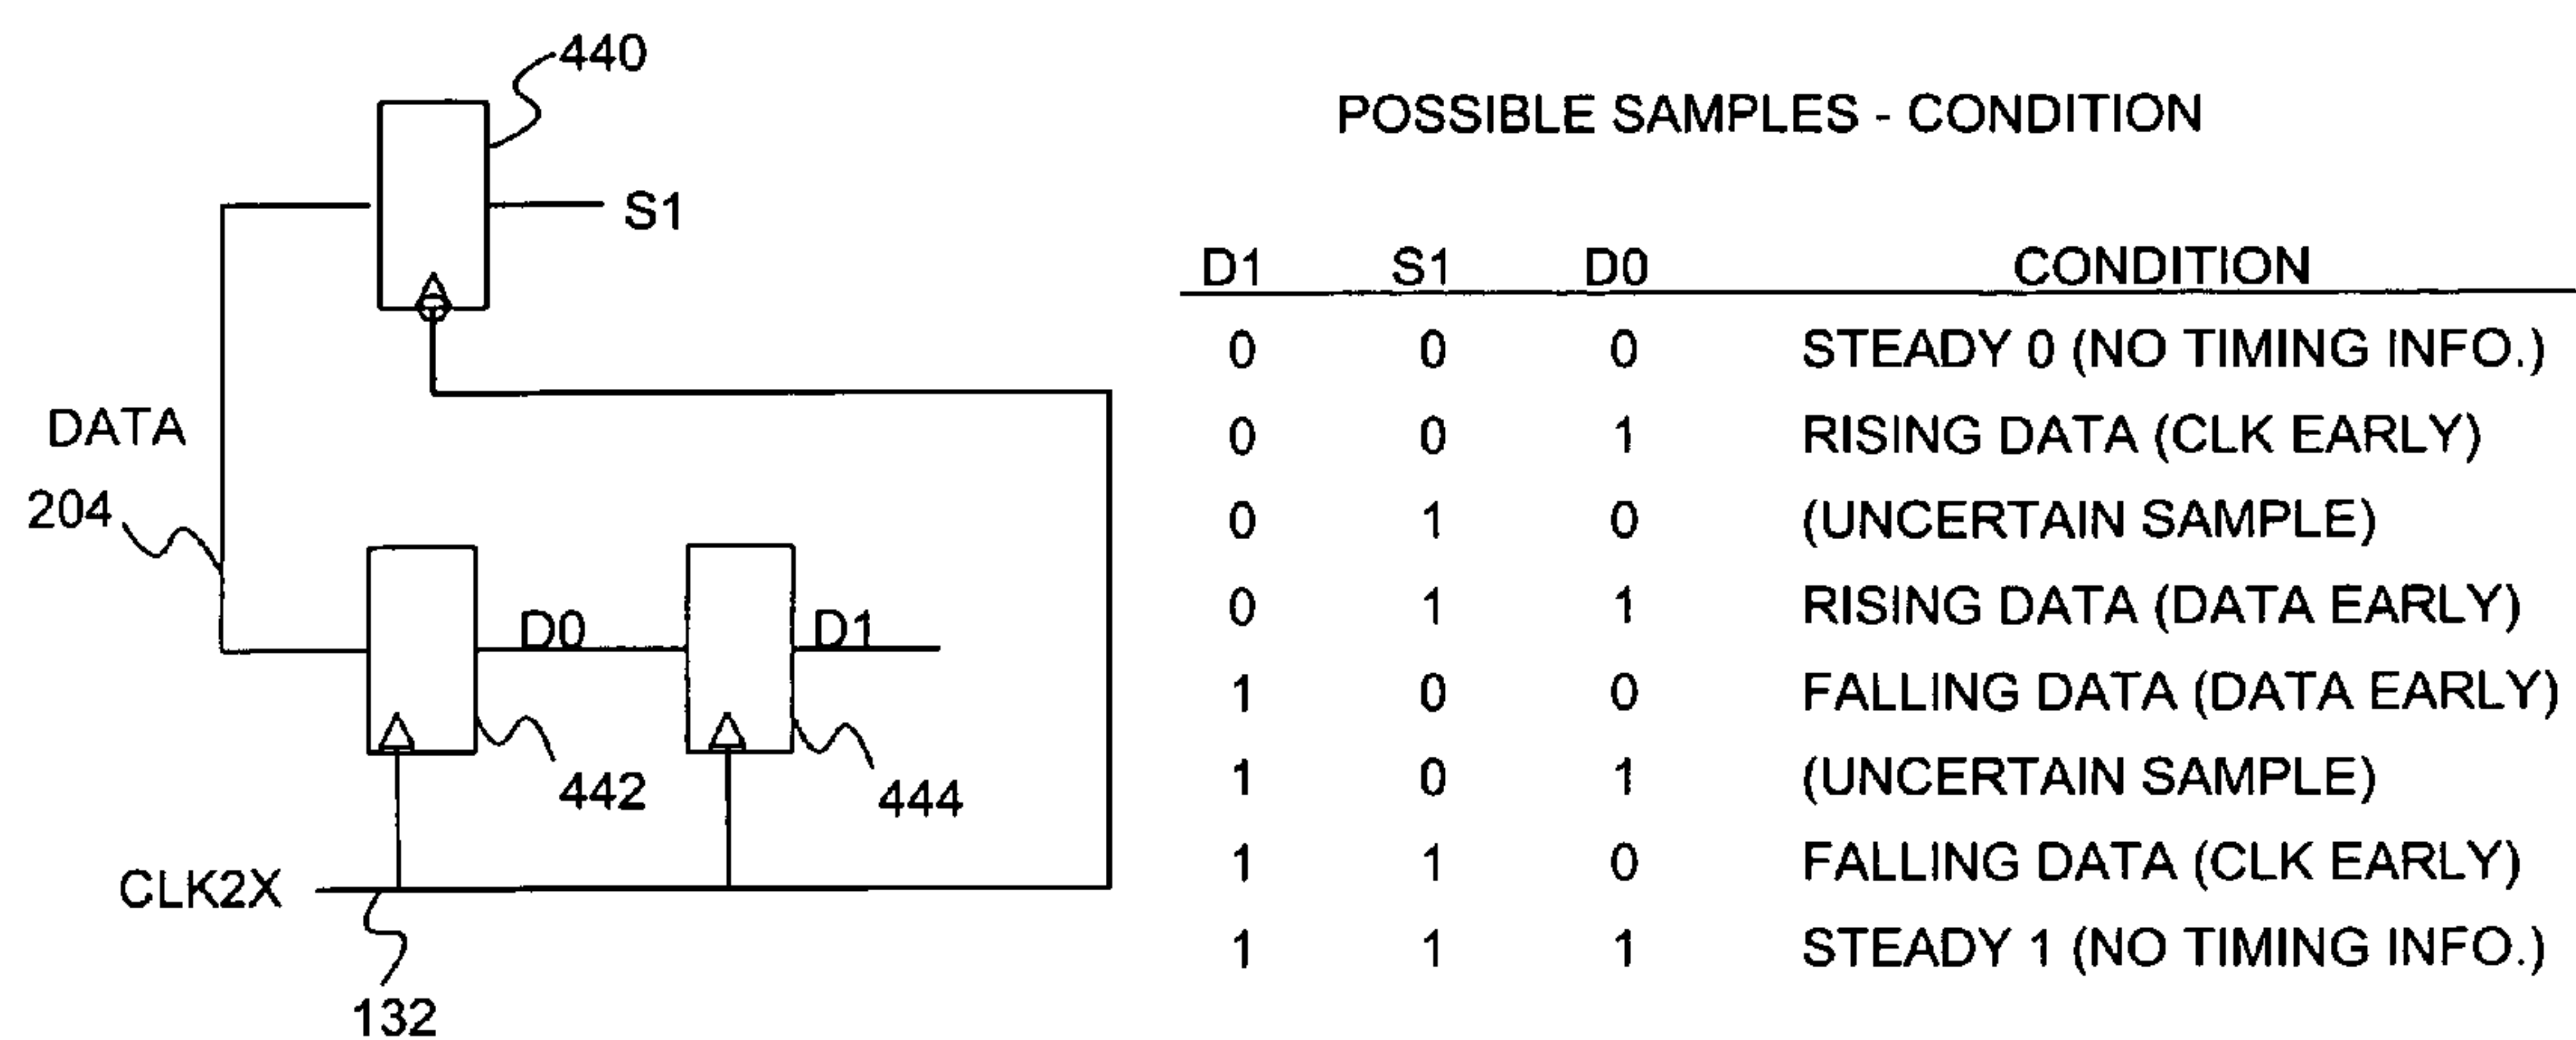 440
S1
DATA
204
D0
D1
442
444
CLK2X
132
POSSIBLE SAMPLES - CONDITION
D1 S1 D0 CONDITION
0 0 0 STEADY 0 (NO TIMING INFO.)
0 0 1 RISING DATA (CLK EARLY)
0 1 0 (UNCERTAIN SAMPLE)
0 1 1 RISING DATA (DATA EARLY)
1 0 0 FALLING DATA (DATA EARLY)
1 0 1 (UNCERTAIN SAMPLE)
1 1 0 FALLING DATA (CLK EARLY)
1 1 1 STEADY 1 (NO TIMING INFO.)